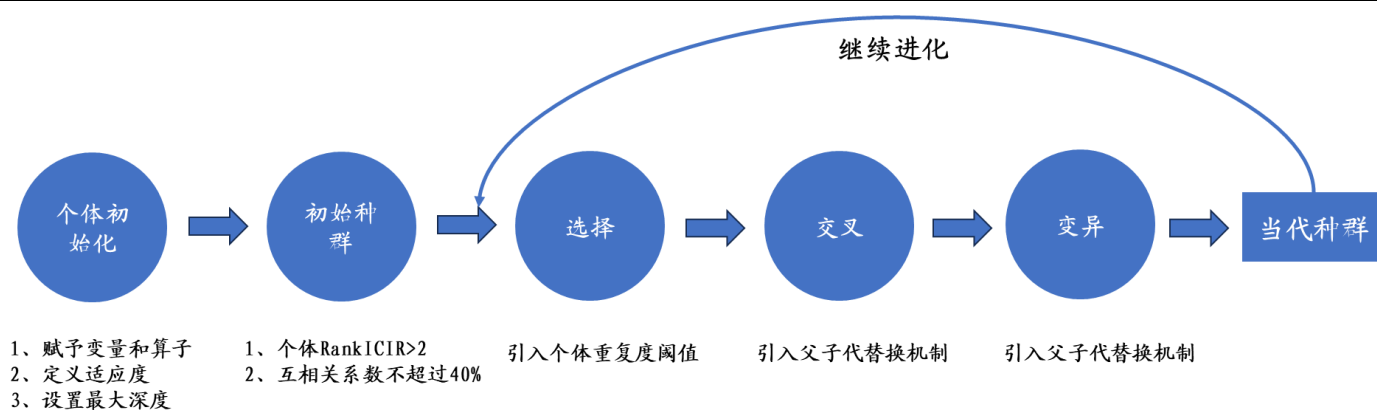 继续进化
个体初
始化
初始种
群
选择
交叉
变异
当代种群
1、赋予变量和算子
2、定义适应度
3、设置最大深度
1、个体RankICIR>2
2、互相关系数不超过40%
引入个体重复度阈值
引入父子代替换机制
引入父子代替换机制